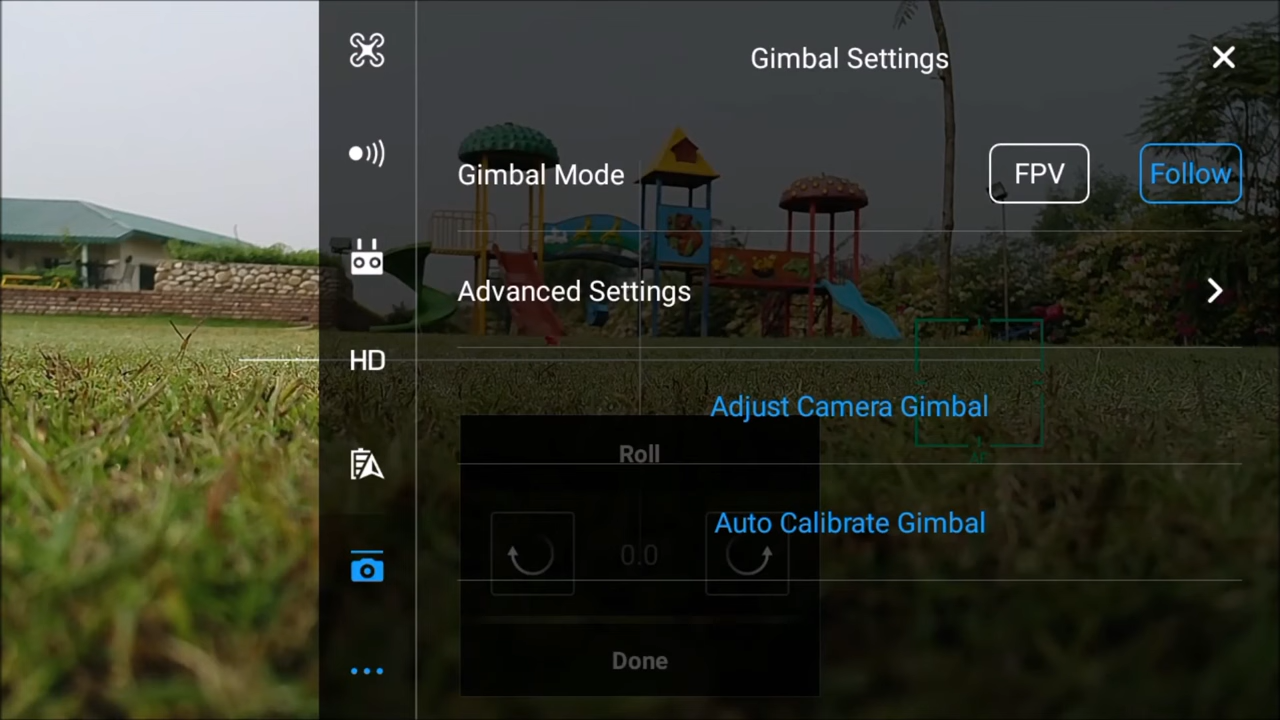 Gimbal Settings
Gimbal Mode
FPV
Follow
Advanced Settings
HD
Adjust Camera Gimbal
Roll
AE
Auto Calibrate Gimbal
0.0
Done